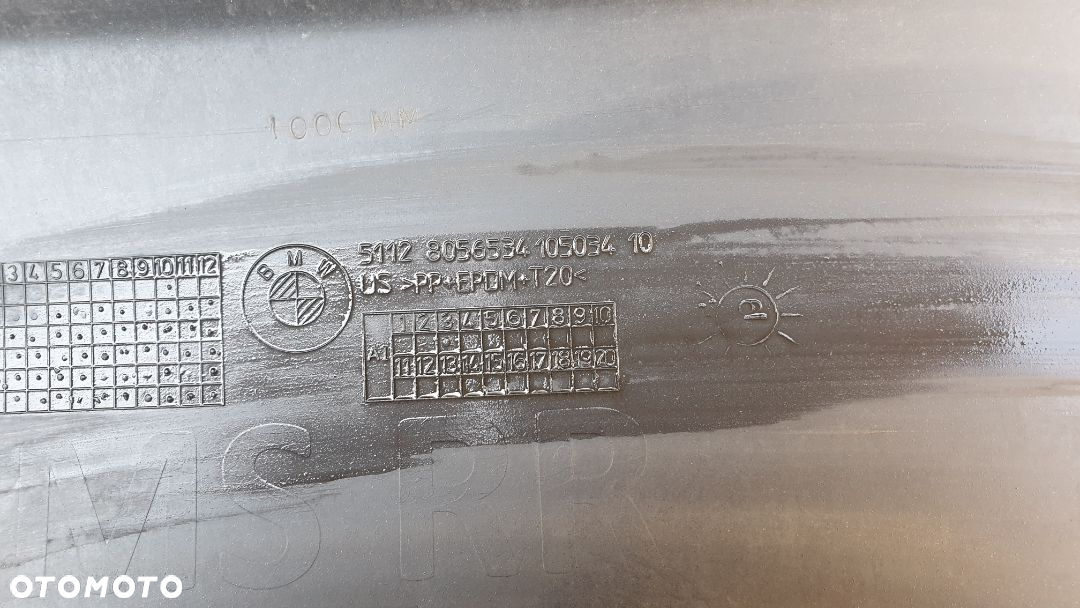 100C MM
5112 8056534 105034 10
US >PP+EPDM+T20<
BMW
3 4 5 6 7 8 9 10 11 12
1 2 3 4 5 6 7 8 9 10
A1
11 12 13 14 15 16 17 18 19 20
MS RR
OTOMOTO